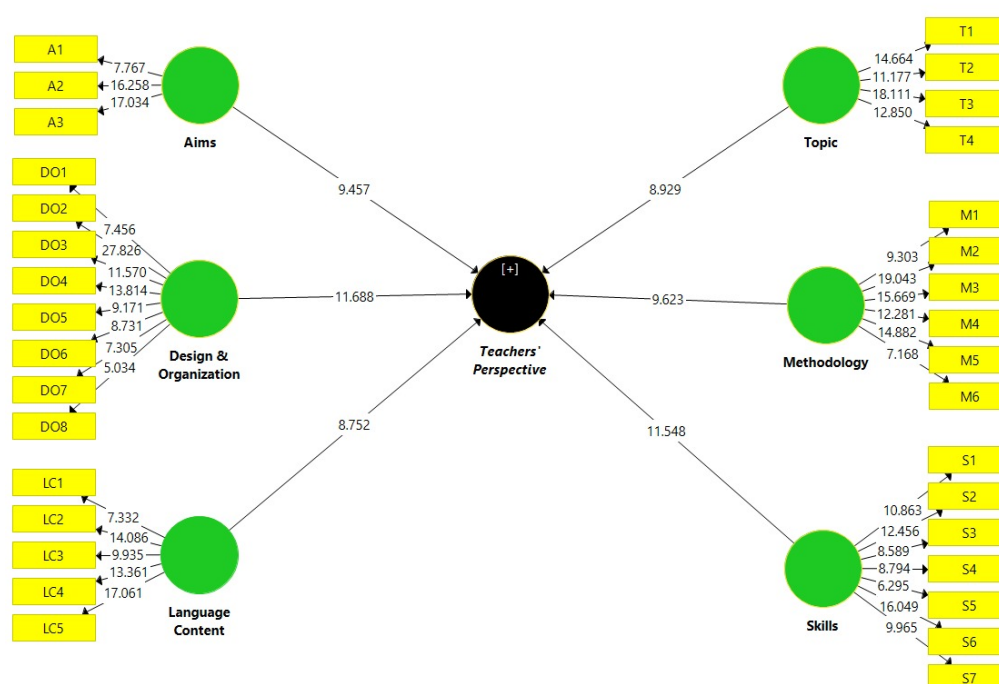 A1
A2
A3
7.767
16.258
17.034
Aims
DO1
DO2
DO3
DO4
DO5
DO6
DO7
DO8
7.456
27.826
11.570
13.814
9.171
8.731
7.305
5.034
Design &
Organization
LC1
LC2
LC3
LC4
LC5
7.332
14.086
9.935
13.361
17.061
Language
Content
9.457
11.688
8.752
[+]
Teachers'
Perspective
8.929
9.623
11.548
Topic
14.664
11.177
18.111
12.850
T1
T2
T3
T4
Methodology
9.303
19.043
15.669
12.281
14.882
7.168
M1
M2
M3
M4
M5
M6
Skills
10.863
12.456
8.589
8.794
6.295
16.049
9.965
S1
S2
S3
S4
S5
S6
S7